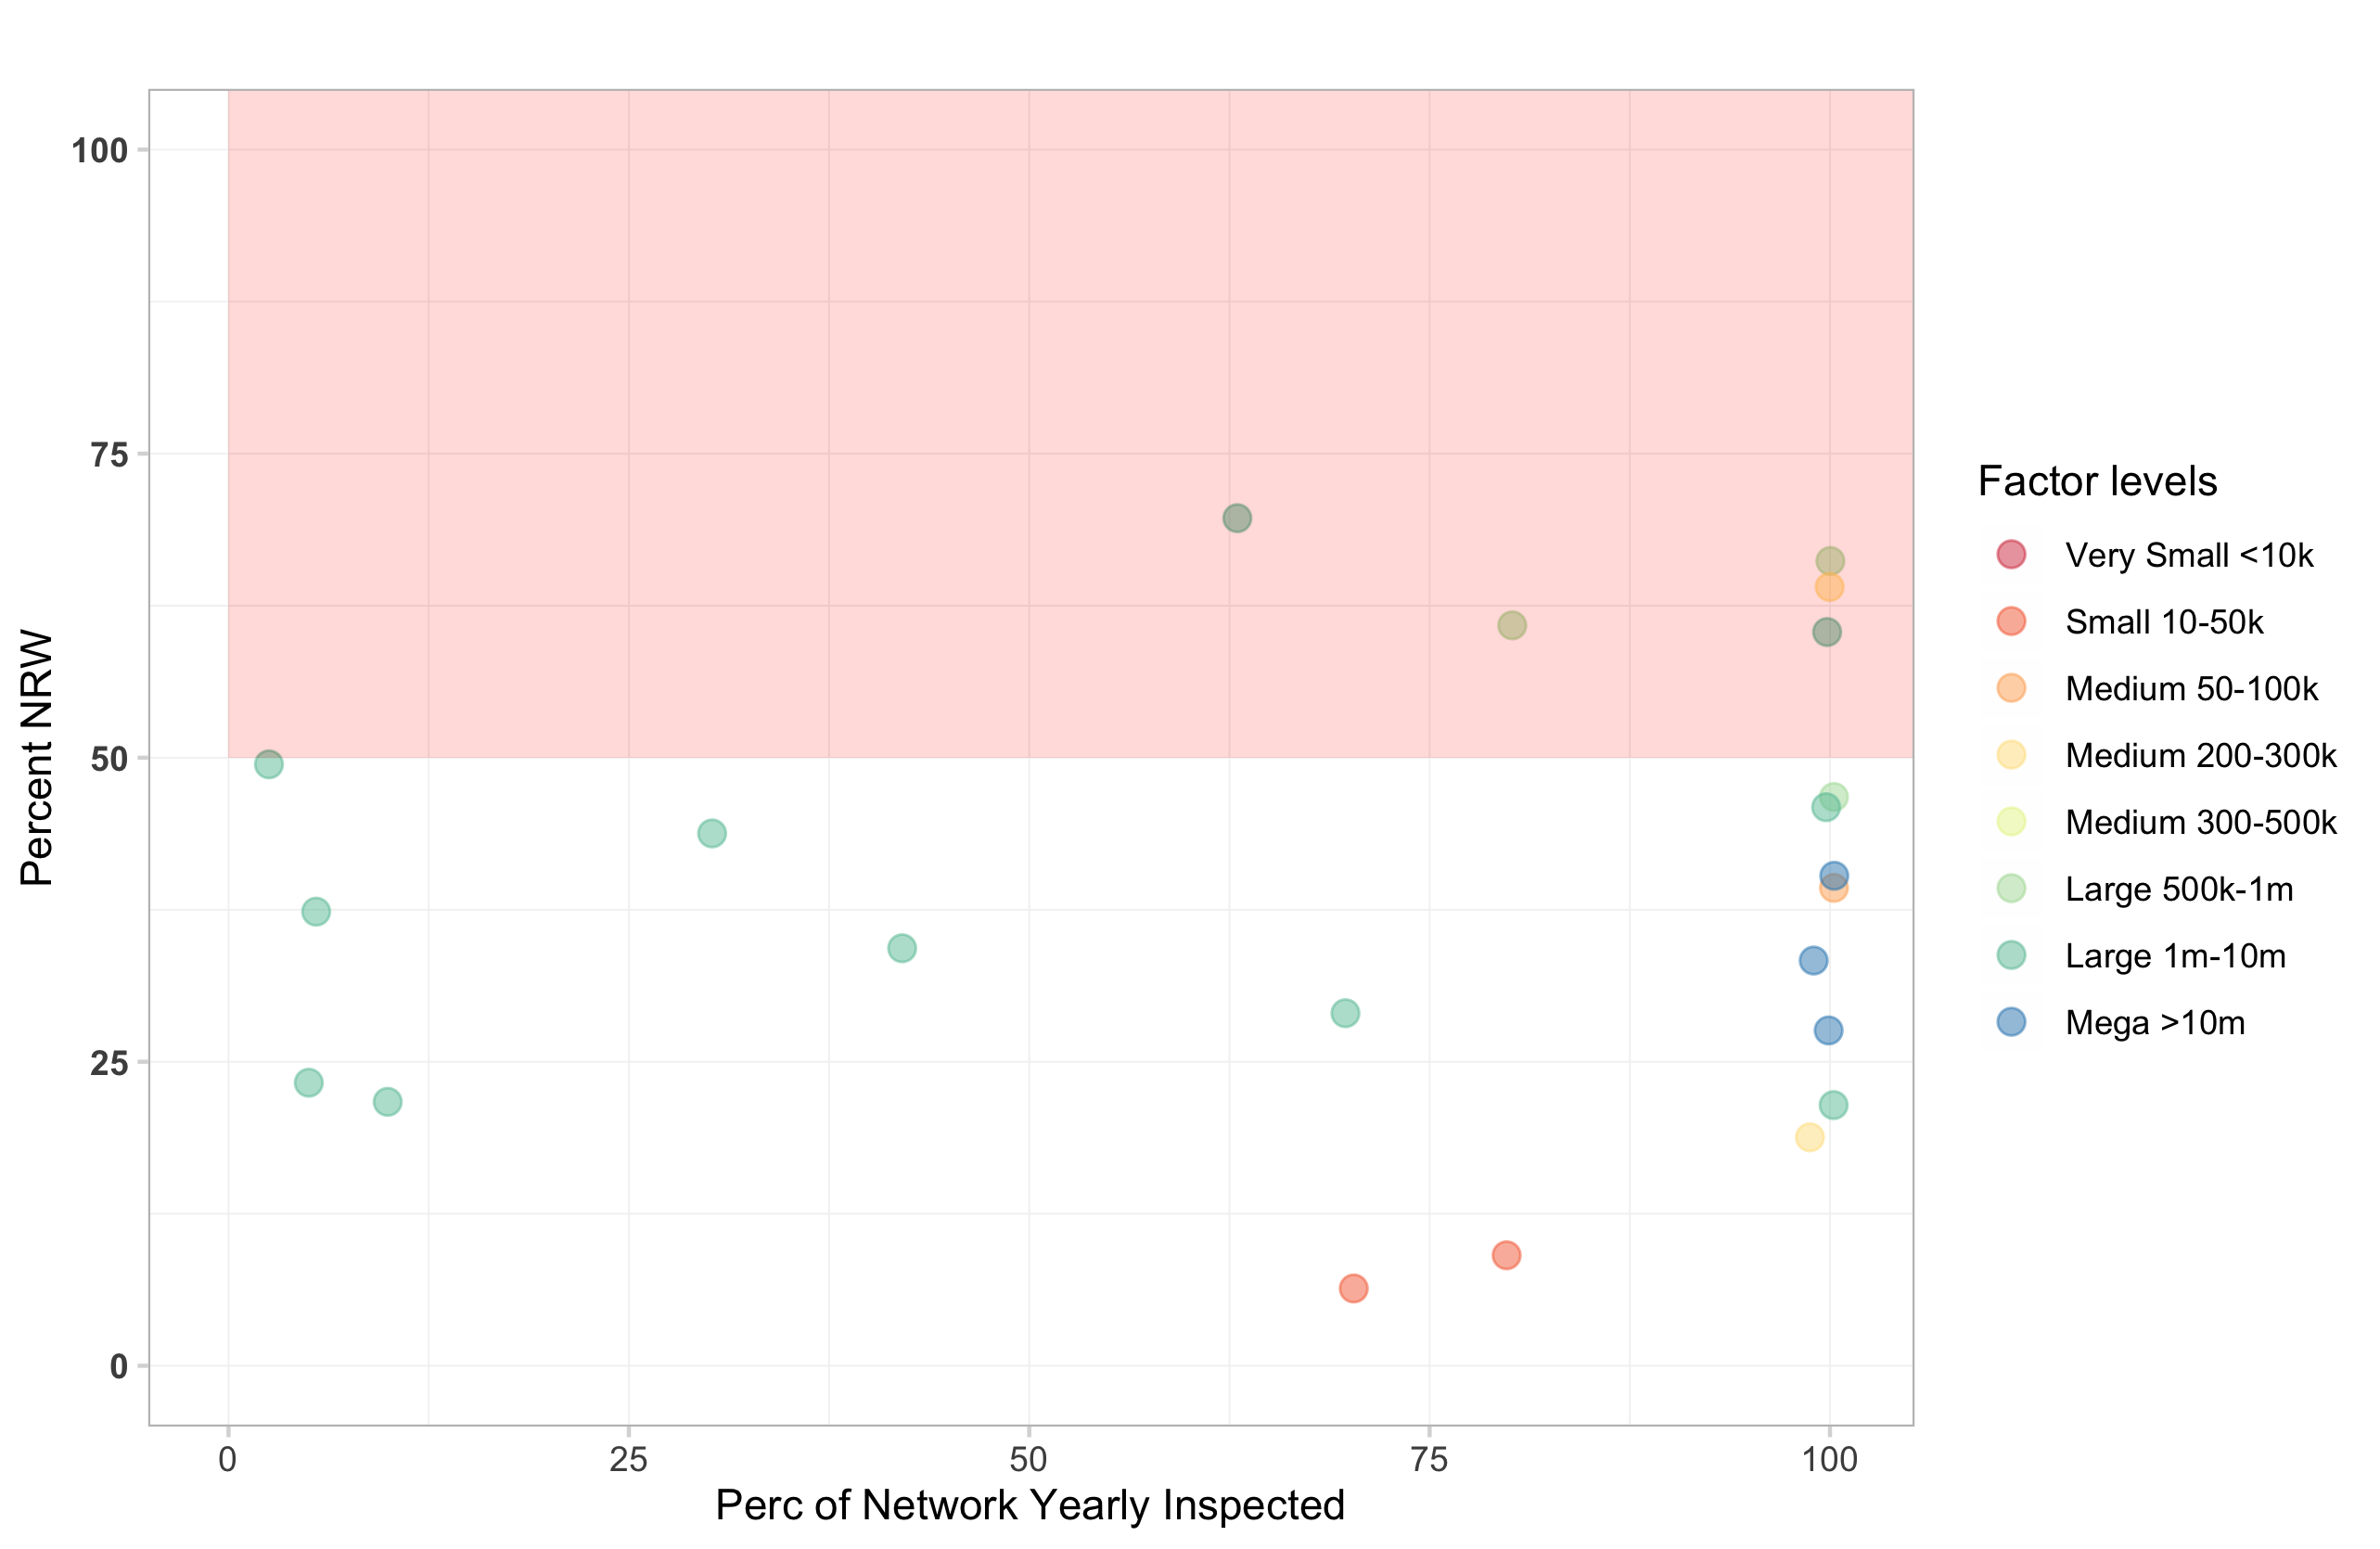 100
75
50
25
0
Percent NRW
0 25 50 75 100
Perc of Network Yearly Inspected
Factor levels
Very Small <10k
Small 10-50k
Medium 50-100k
Medium 200-300k
Medium 300-500k
Large 500k-1m
Large 1m-10m
Mega >10m